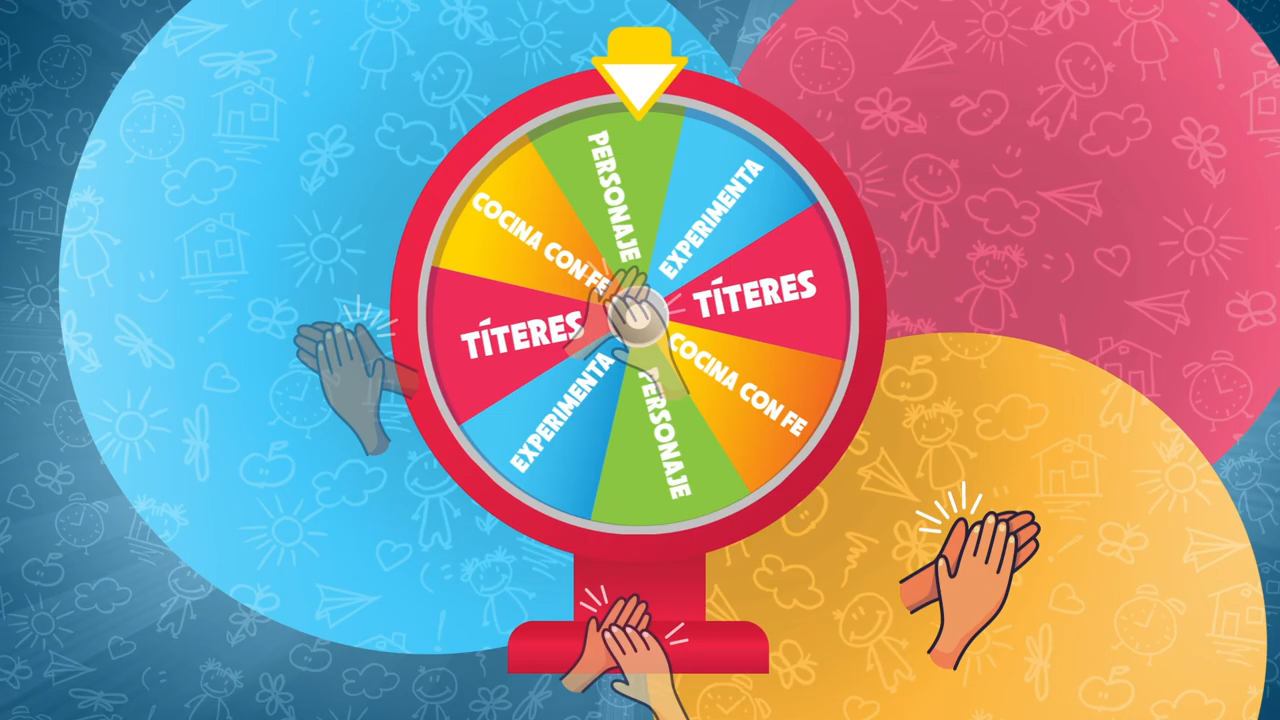 PERSONAJE
EXPERIMENTA
COCINA CON FE
TÍTERES
TÍTERES
COCINA CON FE
EXPERIMENTA
PERSONAJE